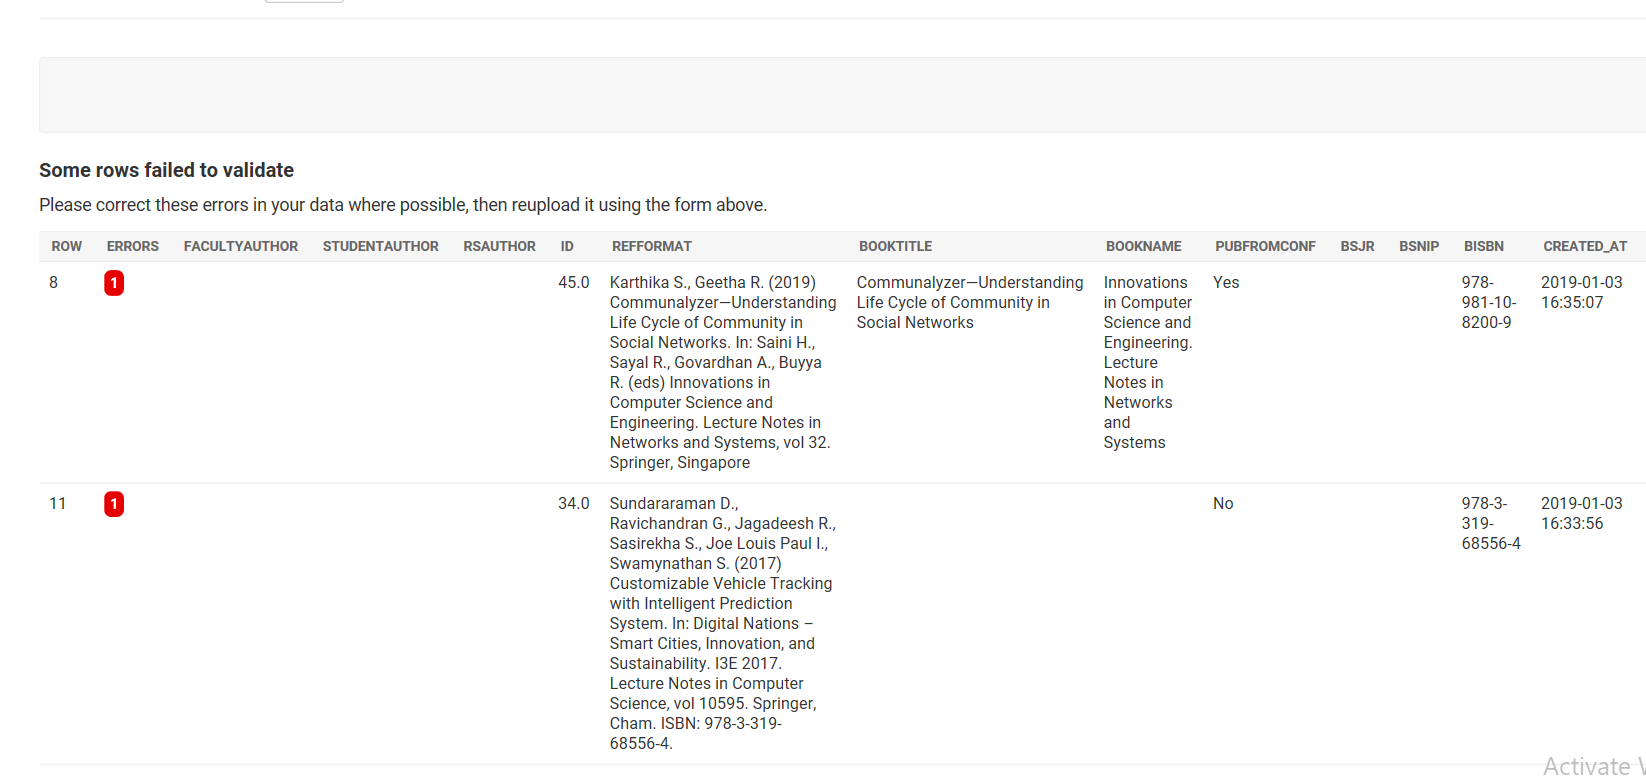 Some rows failed to validate
Please correct these errors in your data where possible, then reupload it using the form above.
ROW ERRORS FACULTYAUTHOR STUDENTAUTHOR RSAUTHOR ID REFFORMAT BOOKTITLE BOOKNAME PUBFROMCONF BSJR BSNIP BISBN CREATED_AT
8 1 45.0 Karthika S., Geetha R. (2019) Communalyzer—Understanding Innovations Yes 978- 2019-01-03
Communalyzer—Understanding Life Cycle of Community in in Computer 981-10- 16:35:07
Life Cycle of Community in Social Networks Science and 8200-9
Social Networks. In: Saini H., Engineering.
Sayal R., Govardhan A., Buyya Lecture
R. (eds) Innovations in Notes in
Computer Science and Networks
Engineering. Lecture Notes in and
Networks and Systems, vol 32. Systems
Springer, Singapore
11 1 34.0 Sundararaman D., No 978-3- 2019-01-03
Ravichandran G., Jagadeesh R., 319- 16:33:56
Sasirekha S., Joe Louis Paul I., 68556-4
Swamynathan S. (2017)
Customizable Vehicle Tracking
with Intelligent Prediction
System. In: Digital Nations –
Smart Cities, Innovation, and
Sustainability. I3E 2017.
Lecture Notes in Computer
Science, vol 10595. Springer,
Cham. ISBN: 978-3-319-
68556-4.
Activate